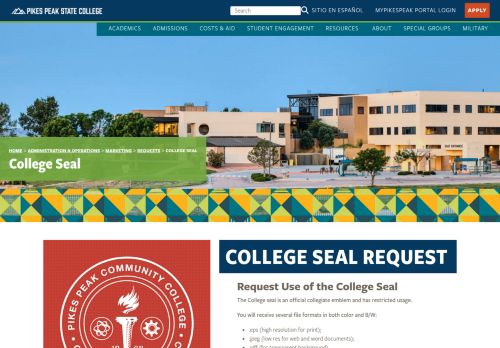 PIKES PEAK STATE COLLEGE
Search
SITIO EN ESPAÑOL
MYPIKESPEAK PORTAL LOGIN
APPLY
ACADEMICS
ADMISSIONS
COSTS & AID
STUDENT ENGAGEMENT
RESOURCES
ABOUT
SPECIAL GROUPS
MILITARY
HOME > ADMINISTRATION & OPERATIONS > MARKETING > REQUESTS > COLLEGE SEAL
College Seal
PIKES PEAK COMMUNITY COLLEGE
COLLEGE SEAL REQUEST
Request Use of the College Seal
The College seal is an official collegiate emblem and has restricted usage.
You will receive several file formats in both color and B/W:
.eps (high resolution for print);
.jpeg (low res for web and word documents);